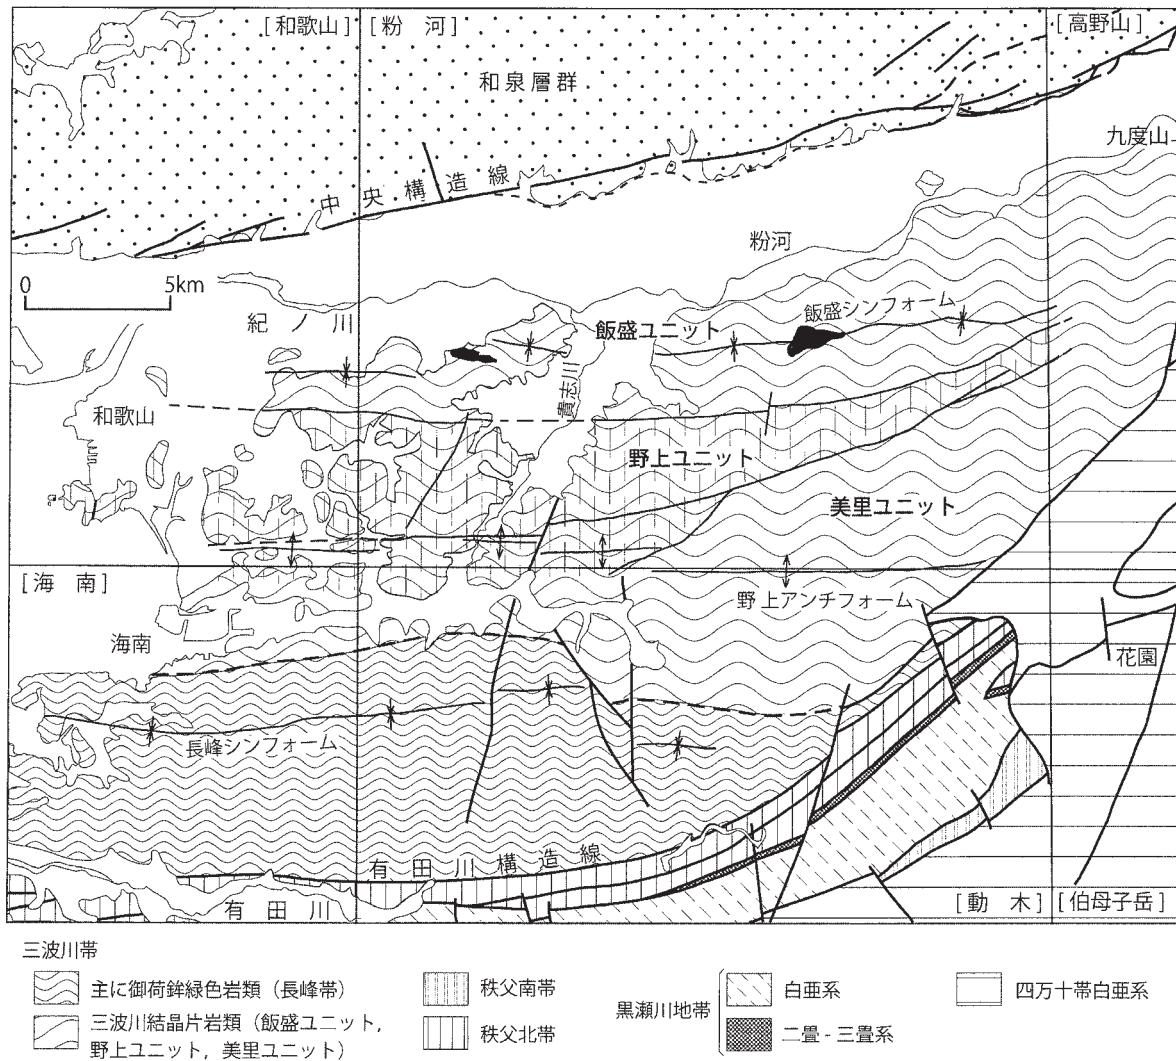 [和歌山]
[粉 河]
[高野山]
和泉層群
九度山
中央構造線
粉河
0 5km
紀ノ川
飯盛ユニット
飯盛シンフォーム
貴志川
和歌山
野上ユニット
美里ユニット
[海 南]
野上アンチフォーム
海南
花園
長峰シンフォーム
有田川構造線
有田川
[動 木]
[伯母子岳]
三波川帯
主に御荷鉾緑色岩類（長峰帯）
三波川結晶片岩類（飯盛ユニット，
野上ユニット，美里ユニット）
秩父南帯
秩父北帯
黒瀬川地帯
白亜系
二畳 - 三畳系
四万十帯白亜系